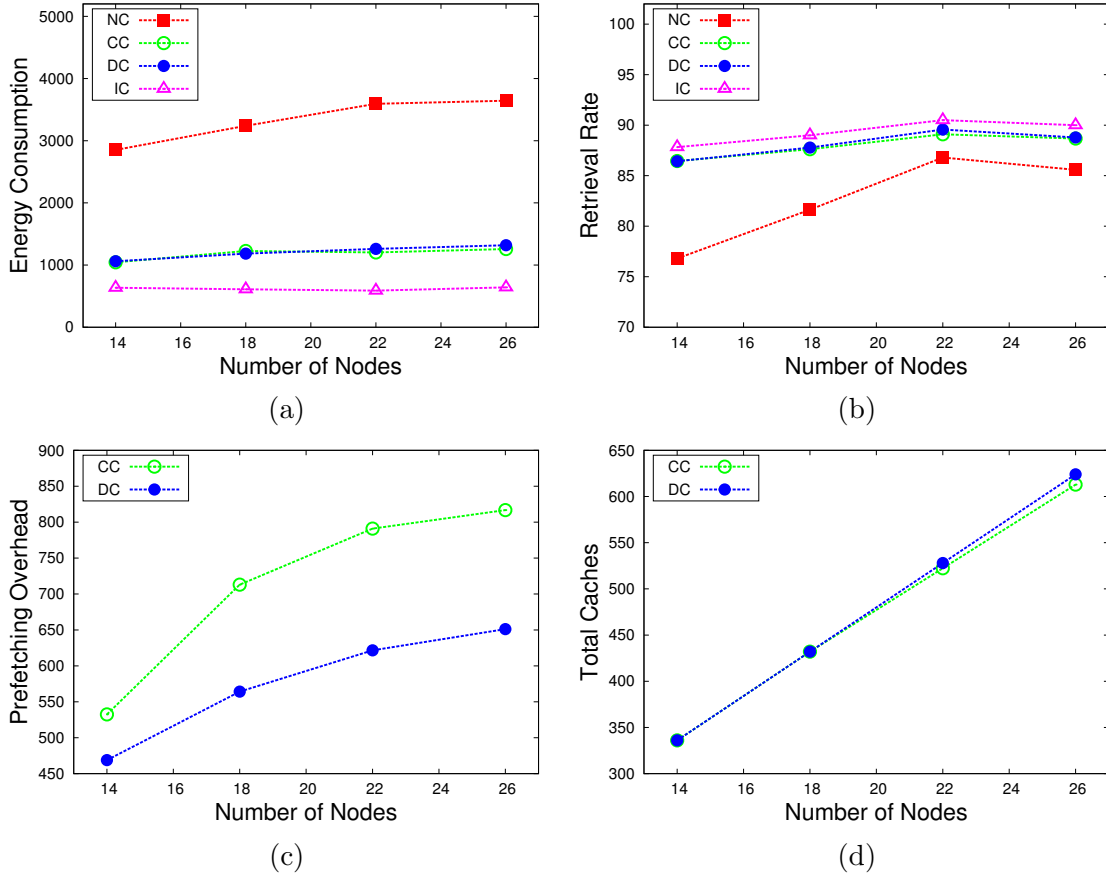 5000
4000
3000
2000
1000
0
Energy Consumption
NC
CC
DC
IC
14 16 18 20 22 24 26
Number of Nodes
(a)
100
95
90
85
80
75
70
Retrieval Rate
NC
CC
DC
IC
14 16 18 20 22 24 26
Number of Nodes
(b)
900
850
800
750
700
650
600
550
500
450
Prefetching Overhead
CC
DC
14 16 18 20 22 24 26
Number of Nodes
(c)
650
600
550
500
450
400
350
300
Total Caches
CC
DC
14 16 18 20 22 24 26
Number of Nodes
(d)